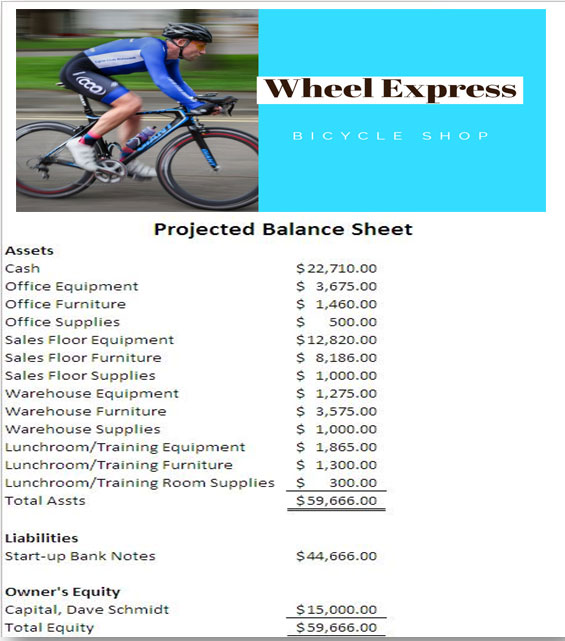 Wheel Express
BICYCLE SHOP
Projected Balance Sheet
Assets
Cash $22,710.00
Office Equipment $ 3,675.00
Office Furniture $ 1,460.00
Office Supplies $ 500.00
Sales Floor Equipment $12,820.00
Sales Floor Furniture $ 8,186.00
Sales Floor Supplies $ 1,000.00
Warehouse Equipment $ 1,275.00
Warehouse Furniture $ 3,575.00
Warehouse Supplies $ 1,000.00
Lunchroom/Training Equipment $ 1,865.00
Lunchroom/Training Furniture $ 1,300.00
Lunchroom/Training Room Supplies $ 300.00
Total Assts $59,666.00
Liabilities
Start-up Bank Notes $44,666.00
Owner's Equity
Capital, Dave Schmidt $15,000.00
Total Equity $59,666.00